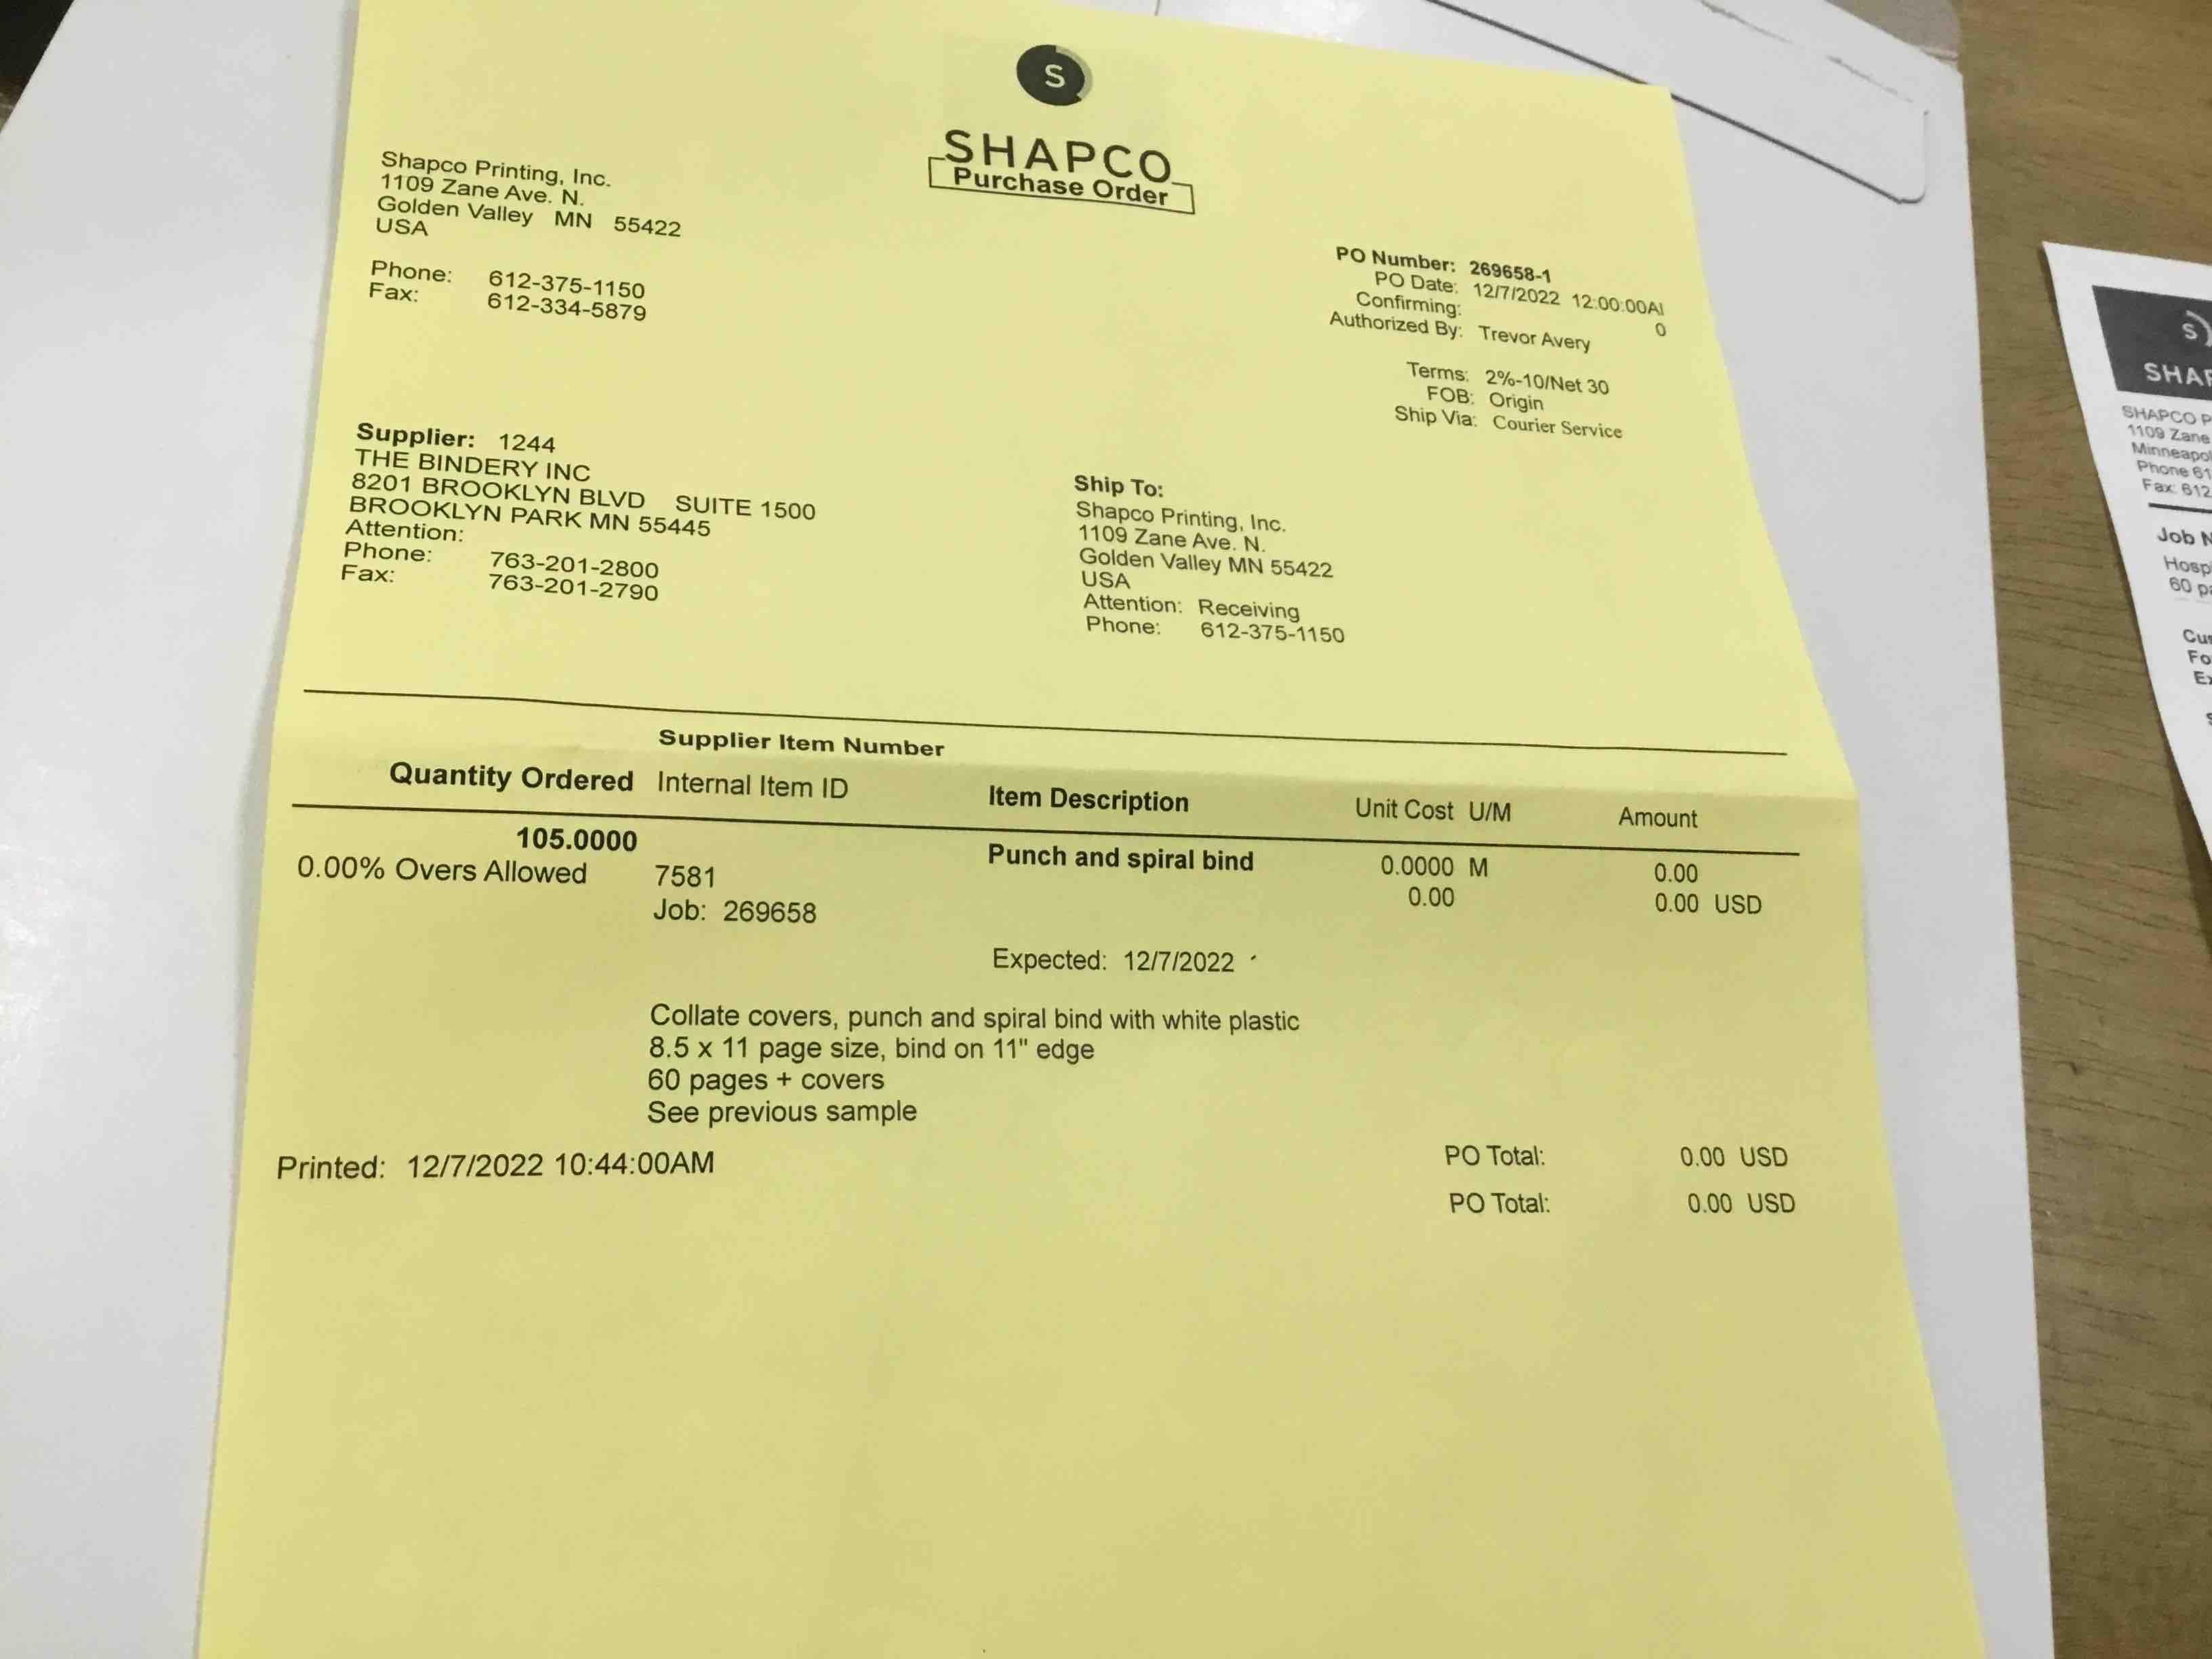 S
SHAPCO
Purchase Order
Shapco Printing, Inc.
1109 Zane Ave. N.
Golden Valley MN 55422
USA
Phone: 612-375-1150
Fax: 612-334-5879
PO Number: 269658-1
PO Date: 12/7/2022 12:00:00AI
Confirming: 0
Authorized By: Trevor Avery
Terms: 2%-10/Net 30
FOB: Origin
Ship Via: Courier Service
Supplier: 1244
THE BINDERY INC
8201 BROOKLYN BLVD SUITE 1500
BROOKLYN PARK MN 55445
Attention:
Phone: 763-201-2800
Fax: 763-201-2790
Ship To:
Shapco Printing, Inc.
1109 Zane Ave. N.
Golden Valley MN 55422
USA
Attention: Receiving
Phone: 612-375-1150
Supplier Item Number
Quantity Ordered Internal Item ID Item Description Unit Cost U/M Amount
105.0000 Punch and spiral bind 0.0000 M 0.00
0.00% Overs Allowed 7581 0.00 0.00 USD
Job: 269658
Expected: 12/7/2022
Collate covers, punch and spiral bind with white plastic
8.5 x 11 page size, bind on 11" edge
60 pages + covers
See previous sample
Printed: 12/7/2022 10:44:00AM
PO Total: 0.00 USD
PO Total: 0.00 USD
S
SHAP
SHAPCO P
1109 Zane
Minneapol
Phone 61
Fax: 612
Job N
Hosp
60 pa
Cus
Fo
Ex